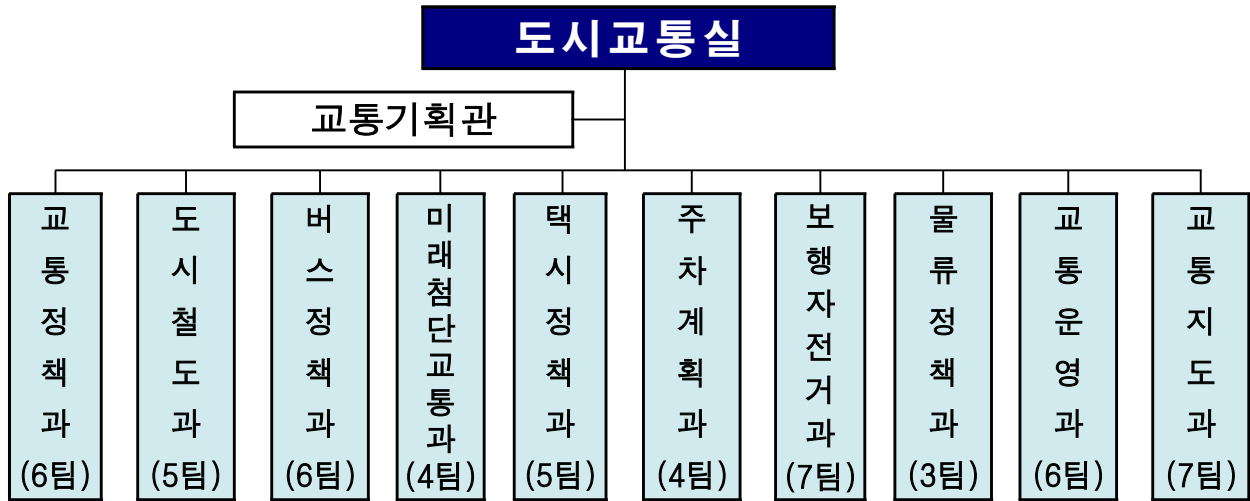 도시교통실
교통기획관
교통정책과
(6팀)
도시철도과
(5팀)
버스정책과
(6팀)
미래첨단교통과
(4팀)
택시정책과
(5팀)
주차계획과
(4팀)
보행자전거과
(7팀)
물류정책과
(3팀)
교통운영과
(6팀)
교통지도과
(7팀)